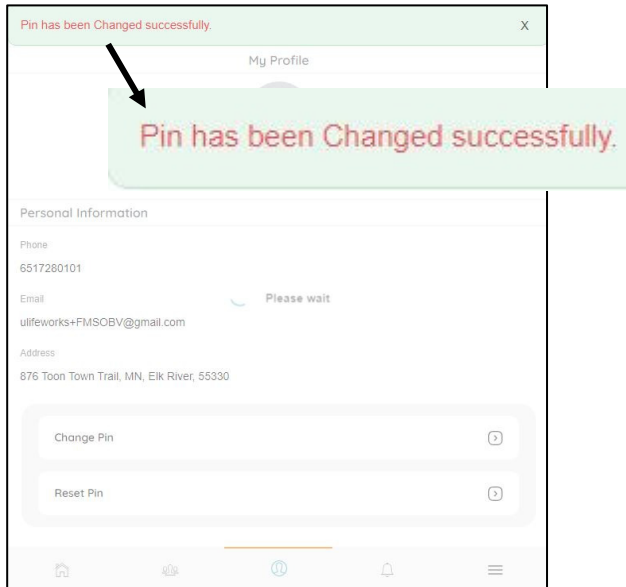 Pin has been Changed successfully. X
My Profile
Pin has been Changed successfully.
Personal Information
Phone
6517280101
Please wait
Email
ulifeworks+FMSOBV@gmail.com
Address
876 Toon Town Trail, MN, Elk River, 55330
Change Pin
Reset Pin